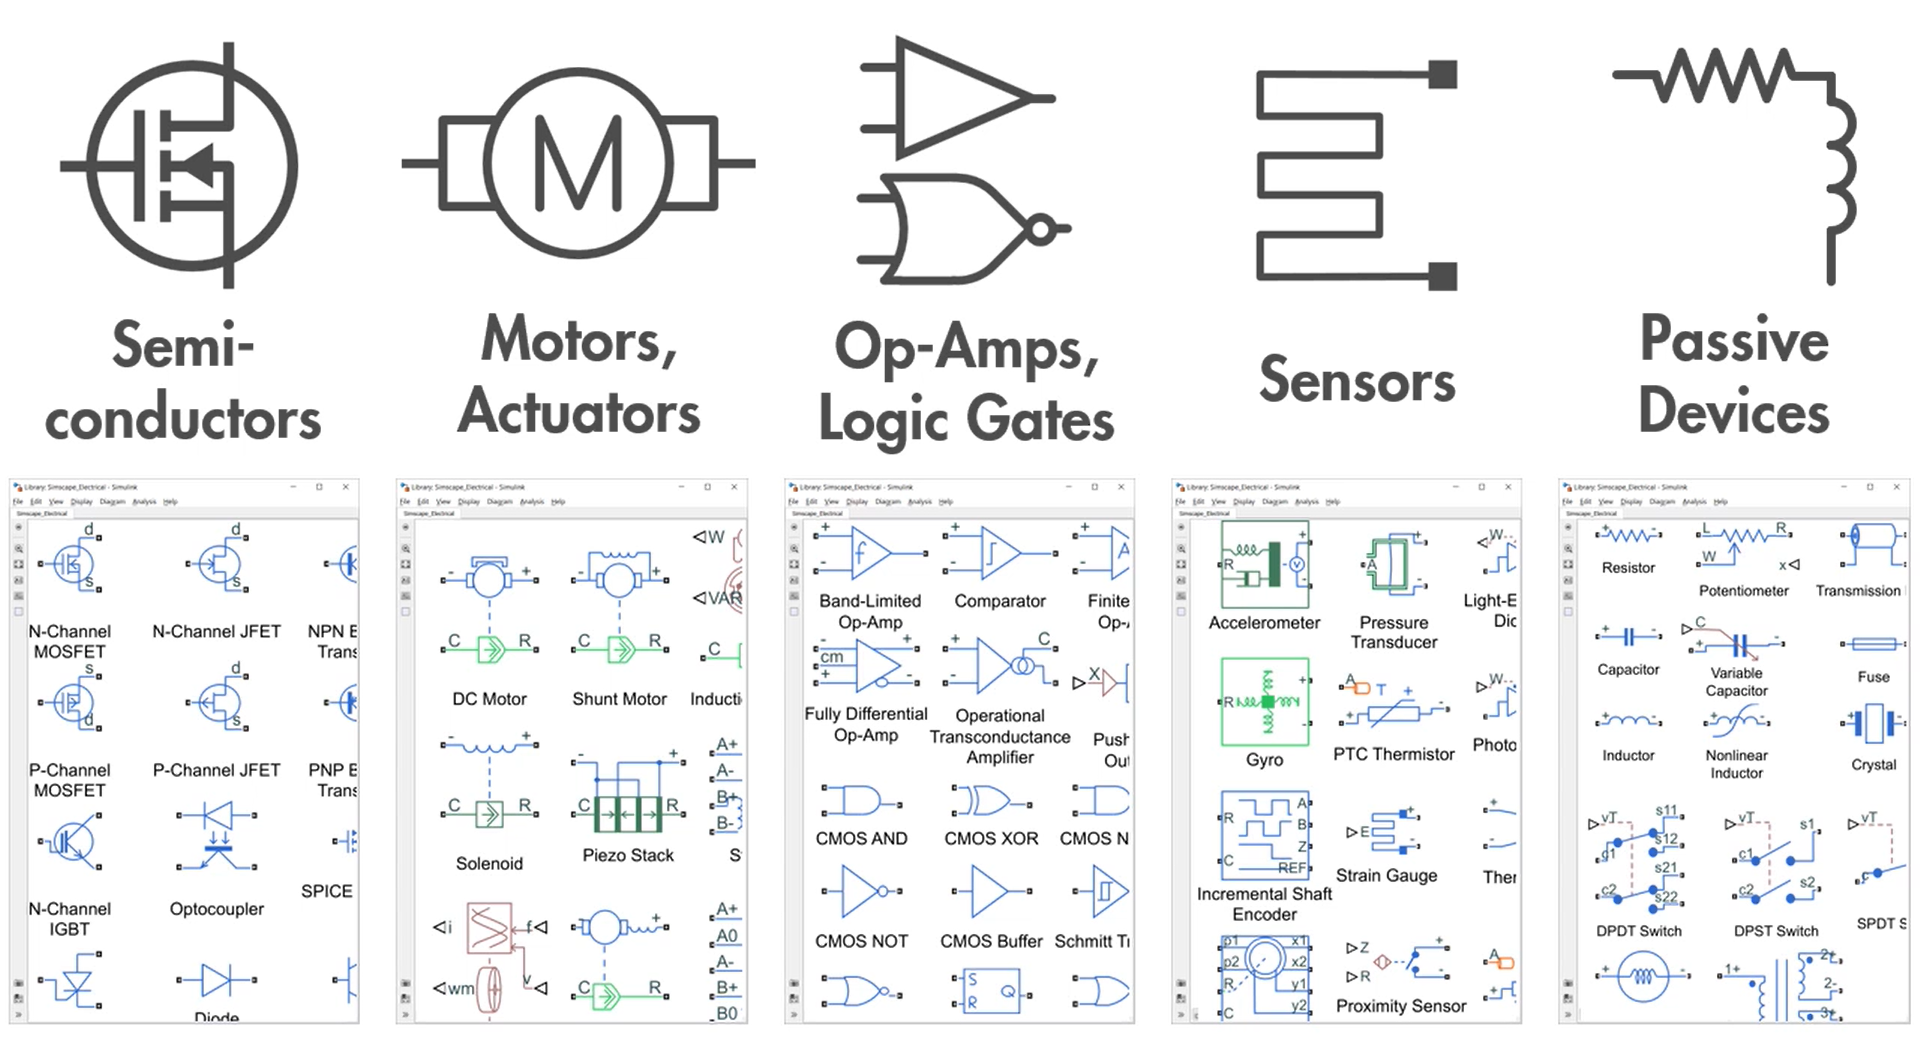 M
Semi-
conductors
Motors,
Actuators
Op-Amps,
Logic Gates
Sensors
Passive
Devices
Library: Simscape_Electrical - Simulink
File Edit View Display Diagram Analysis Help
Simscape_Electrical
d
s
d
s
N-Channel
MOSFET
N-Channel JFET
NPN
s
d
d
s
P-Channel
MOSFET
P-Channel JFET
PNP
N-Channel
IGBT
Optocoupler
SPICE
Diode
Library: Simscape_Electrical - Simulink
File Edit View Display Diagram Analysis Help
Simscape_Electrical
- +
- +
W
VAR
C R
C R
C
DC Motor
Shunt Motor
Inducti
- +
- +
A+
A-
B+
B-
C R
C R
Solenoid
Piezo Stack
S
i f
+
v
wm
C R
A+
A0
A-
B+
B0
Library: Simscape_Electrical - Simulink
File Edit View Display Diagram Analysis Help
Simscape_Electrical
+
-
+
-
+
-
Band-Limited
Op-Amp
Comparator
Finite
Op-
- +
cm
+ -
+ C
-
X
Fully Differential
Op-Amp
Operational
Transconductance
Amplifier
Push
Out
CMOS AND
CMOS XOR
CMOS N
CMOS NOT
CMOS Buffer
Schmitt Tr
S
R
Q
Library: Simscape_Electrical - Simulink
File Edit View Display Diagram Analysis Help
Simscape_Electrical
R + V -
A + -
W
Accelerometer
Pressure
Transducer
Light-E
Dic
R + -
A T + -
W
Gyro
PTC Thermistor
Photo
R
C
A
B
Z
REF
E + -
+
-
Incremental Shaft
Encoder
Strain Gauge
Ther
p1
p2
R
C
x1
x2
y1
y2
Z
R
+
-
A
+
Proximity Sensor
Library: Simscape_Electrical - Simulink
File Edit View Display Diagram Analysis Help
Simscape_Electrical
+ -
L R
W x
+
Resistor
Potentiometer
Transmission
+ -
C
+ -
Capacitor
Variable
Capacitor
Fuse
+ -
+ -
+ -
Inductor
Nonlinear
Inductor
Crystal
vT
s11
s12
c1
s21
c2
s22
vT
s1
c1
s2
c2
vT
c
DPDT Switch
DPST Switch
SPDT S
+ -
1+
2+
2-
3+